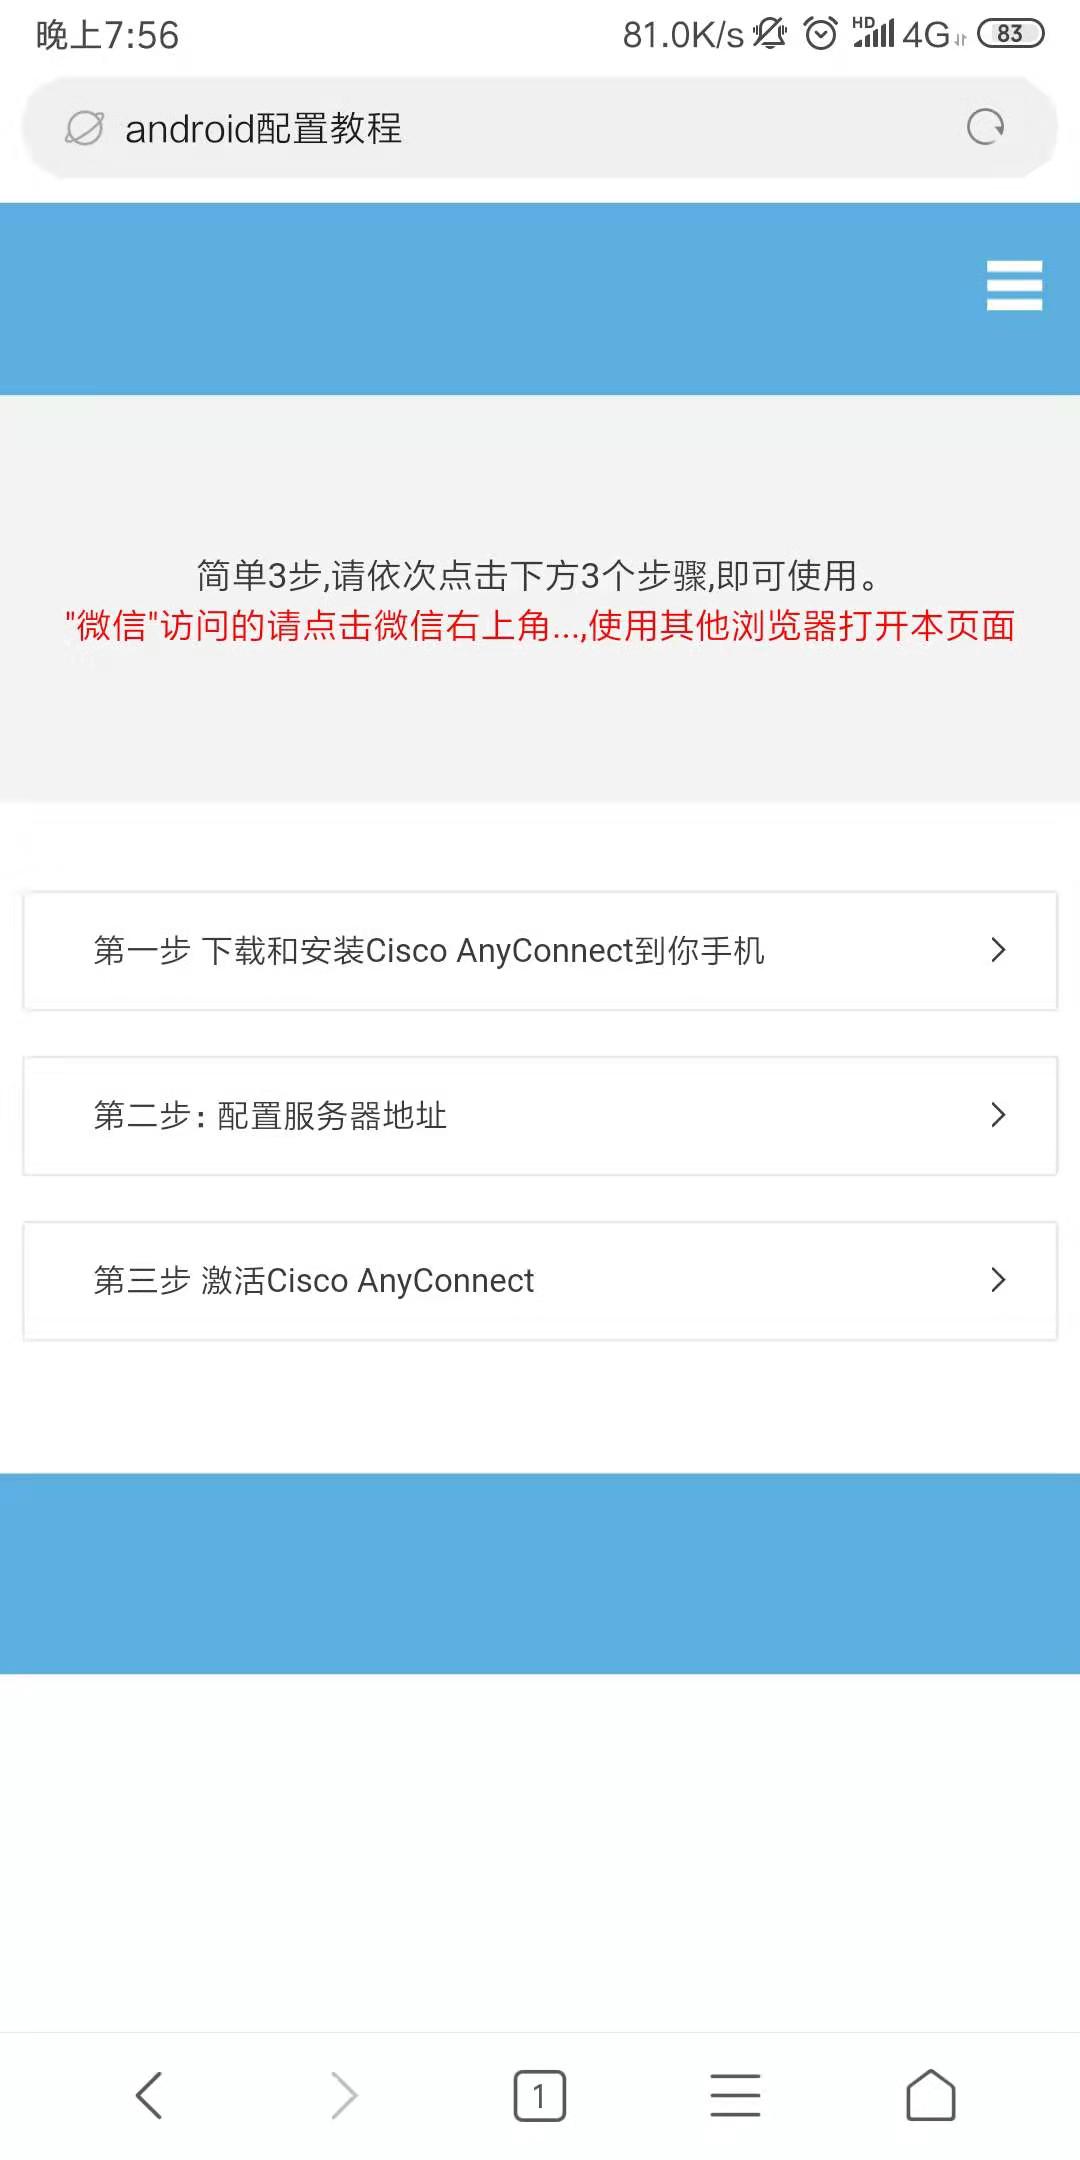 晚上7:56
81.0K/s HD 4G 83
android配置教程
简单3步,请依次点击下方3个步骤,即可使用。
"微信"访问的请点击微信右上角...,使用其他浏览器打开本页面
第一步 下载和安装Cisco AnyConnect到你手机
第二步: 配置服务器地址
第三步 激活Cisco AnyConnect
1